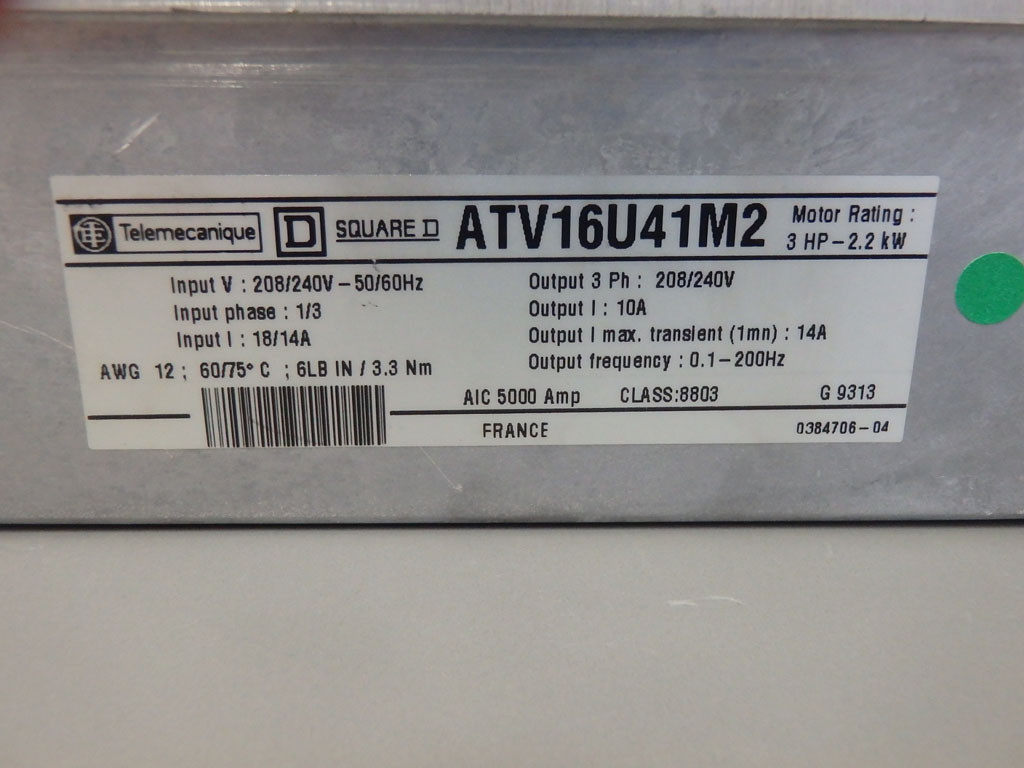 Telemecanique D SQUARE D ATV16U41M2 Motor Rating :
3 HP – 2.2 kW
Input V : 208/240V – 50/60Hz
Input phase : 1/3
Input I : 18/14A
AWG 12 ; 60/75° C ; 6LB IN / 3.3 Nm
Output 3 Ph : 208/240V
Output I : 10A
Output I max. transient (1mn) : 14A
Output frequency : 0.1–200Hz
AIC 5000 Amp CLASS:8803 G 9313
FRANCE 0384706–04